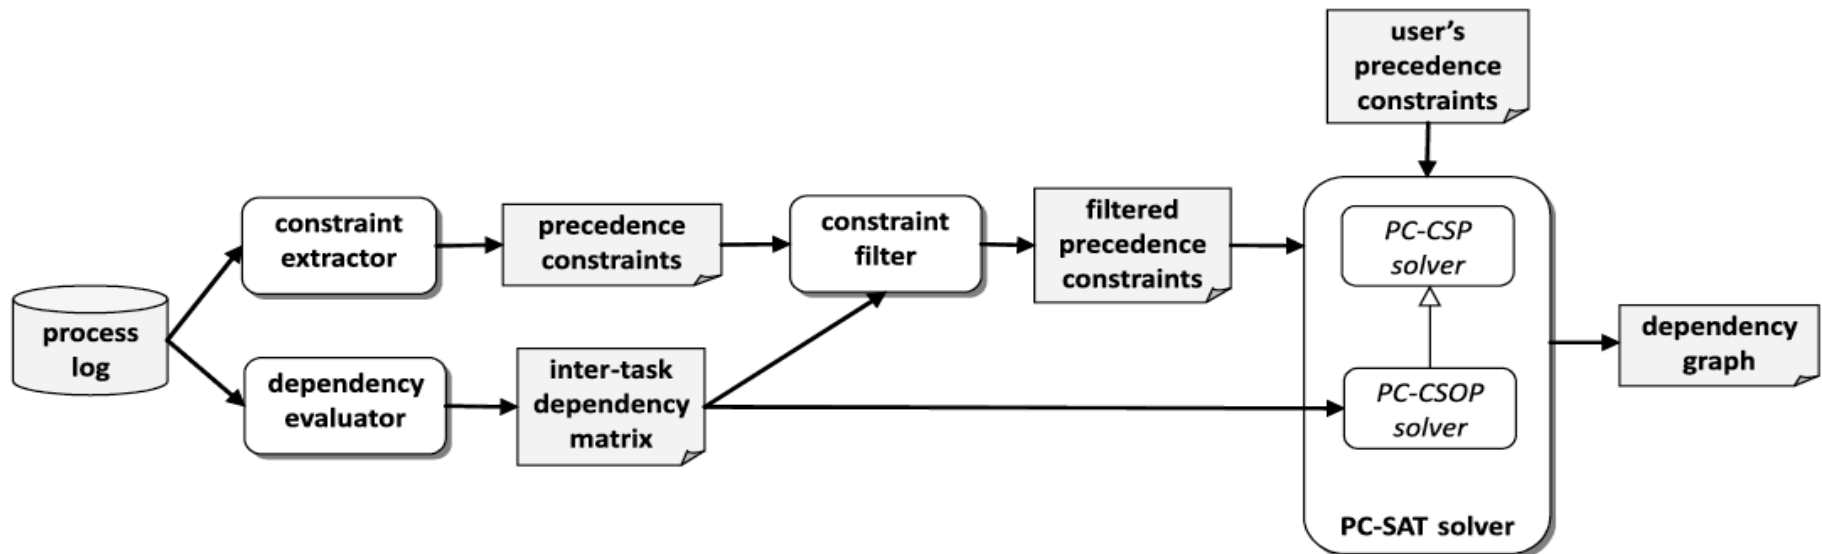 user's
precedence
constraints
constraint
extractor
precedence
constraints
constraint
filter
filtered
precedence
constraints
PC-CSP
solver
process
log
dependency
evaluator
inter-task
dependency
matrix
PC-CSOP
solver
dependency
graph
PC-SAT solver